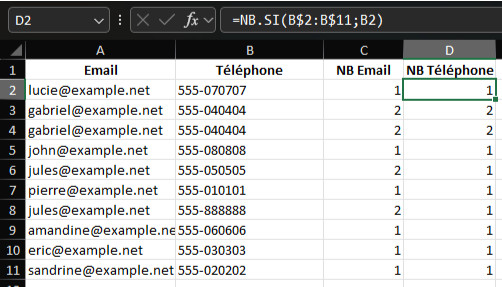 D2 fx =NB.SI(B$2:B$11;B2)
A B C D
1 Email Téléphone NB Email NB Téléphone
2 lucie@example.net 555-070707 1 1
3 gabriel@example.net 555-040404 2 2
4 gabriel@example.net 555-040404 2 2
5 john@example.net 555-080808 1 1
6 jules@example.net 555-050505 2 1
7 pierre@example.net 555-010101 1 1
8 jules@example.net 555-888888 2 1
9 amandine@example.ne 555-060606 1 1
10 eric@example.net 555-030303 1 1
11 sandrine@example.net 555-020202 1 1